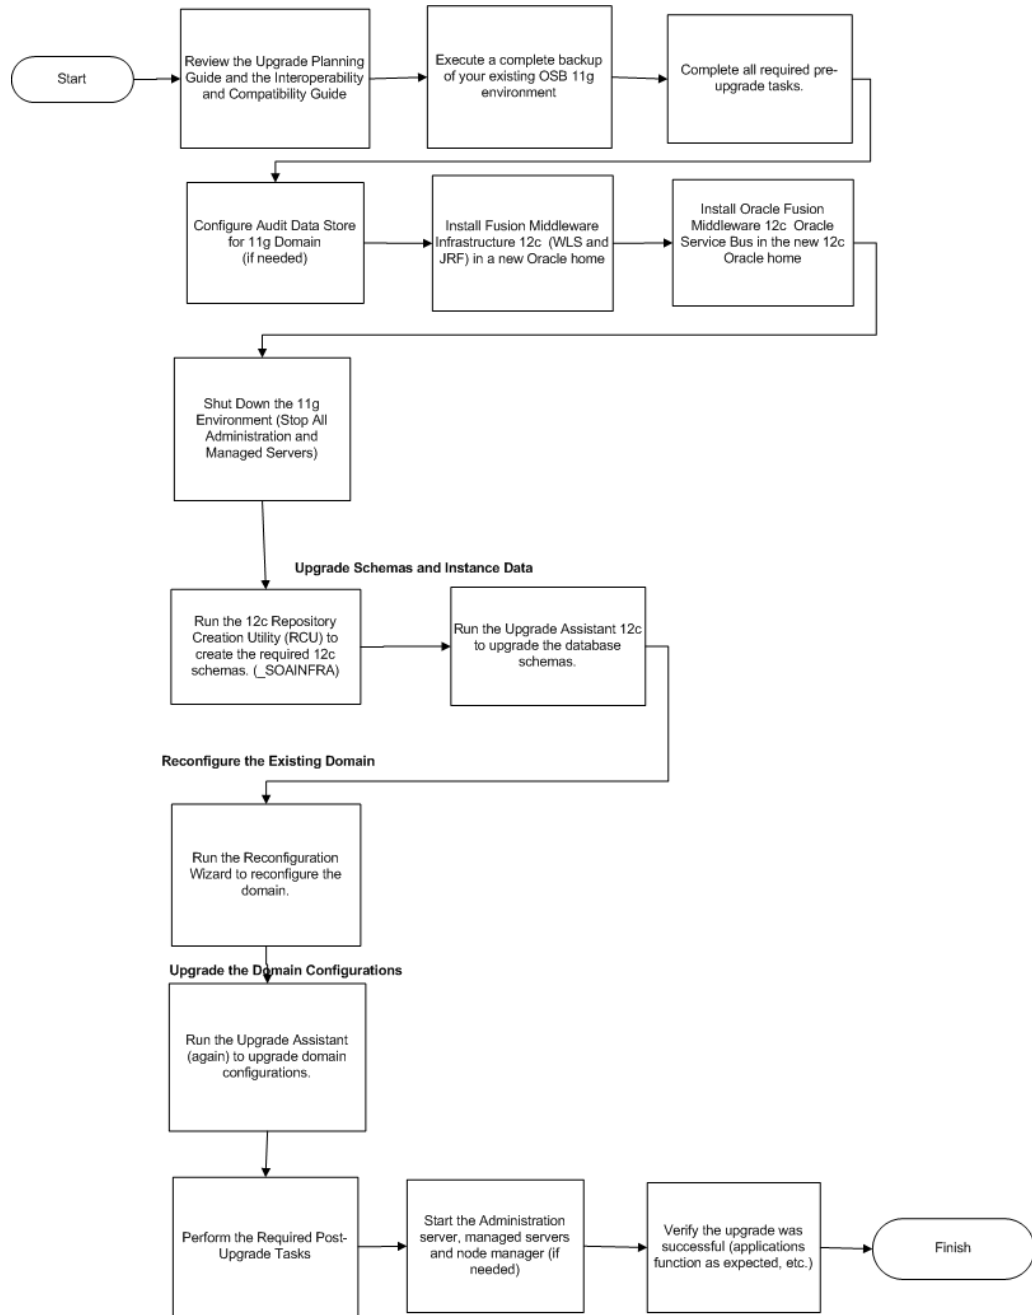 Start
Review the Upgrade Planning
Guide and the Interoperability
and Compatibility Guide
Execute a complete backup
of your existing OSB 11g
environment
Complete all required pre-
upgrade tasks.
Configure Audit Data Store
for 11g Domain
(if needed)
Install Fusion Middleware
Infrastructure 12c (WLS and
JRF) in a new Oracle home
Install Oracle Fusion
Middleware 12c Oracle
Service Bus in the new 12c
Oracle home
Shut Down the 11g
Environment (Stop All
Administration and
Managed Servers)
Upgrade Schemas and Instance Data
Run the 12c Repository
Creation Utility (RCU) to
create the required 12c
schemas. (_SOAINFRA)
Run the Upgrade Assistant 12c
to upgrade the database
schemas.
Reconfigure the Existing Domain
Run the Reconfiguration
Wizard to reconfigure the
domain.
Upgrade the Domain Configurations
Run the Upgrade Assistant
(again) to upgrade domain
configurations.
Perform the Required Post-
Upgrade Tasks
Start the Administration
server, managed servers
and node manager (if
needed)
Verify the upgrade was
successful (applications
function as expected, etc.)
Finish